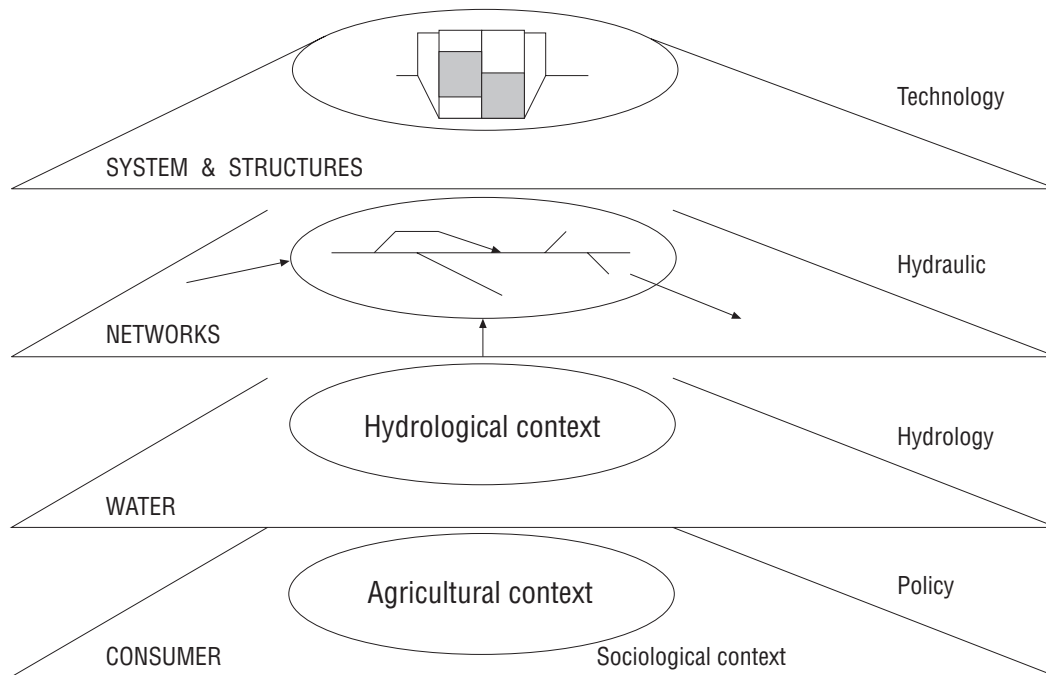 Technology
SYSTEM & STRUCTURES
Hydraulic
NETWORKS
Hydrological context
Hydrology
WATER
Agricultural context
Policy
CONSUMER
Sociological context